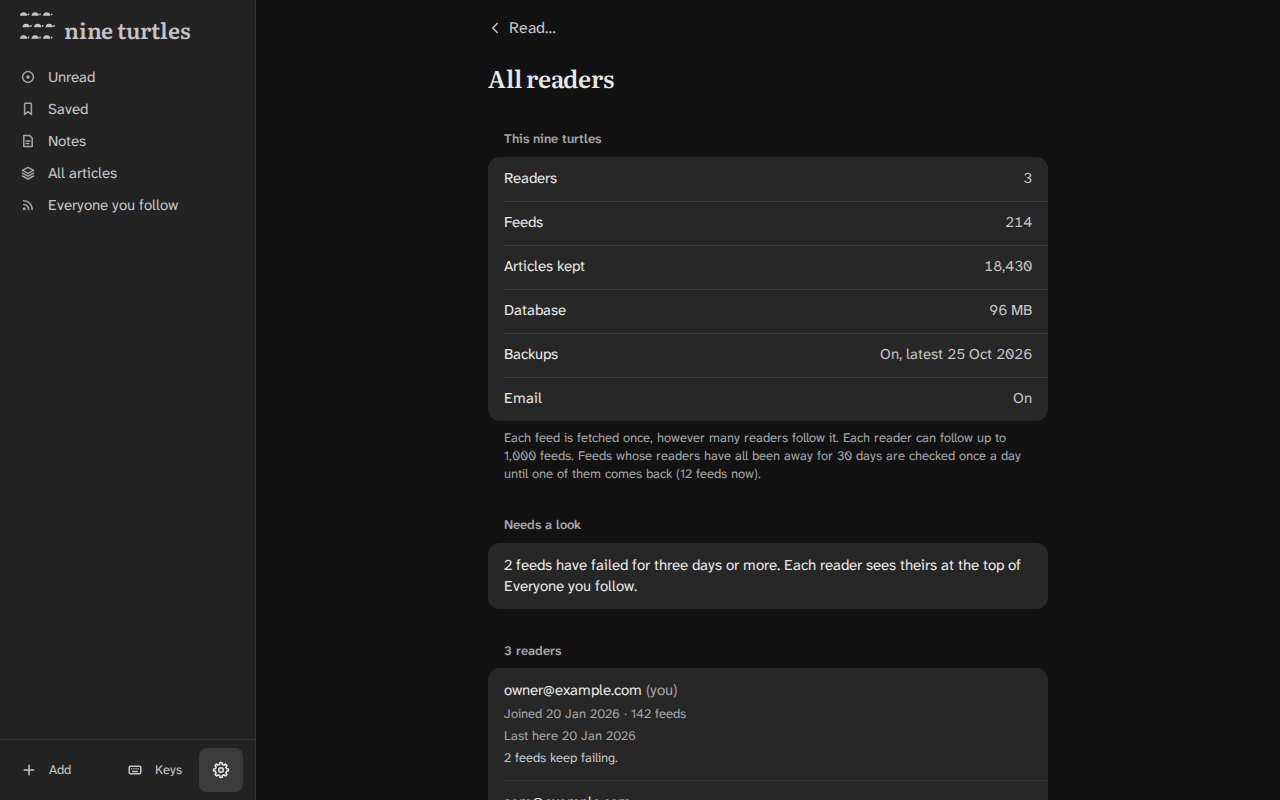 nine turtles
Unread
Saved
Notes
All articles
Everyone you follow
Add
Keys
Read...
All readers
This nine turtles
Readers
3
Feeds
214
Articles kept
18,430
Database
96 MB
Backups
On, latest 25 Oct 2026
Email
On
Each feed is fetched once, however many readers follow it. Each reader can follow up to
1,000 feeds. Feeds whose readers have all been away for 30 days are checked once a day
until one of them comes back (12 feeds now).
Needs a look
2 feeds have failed for three days or more. Each reader sees theirs at the top of
Everyone you follow.
3 readers
owner@example.com (you)
Joined 20 Jan 2026 · 142 feeds
Last here 20 Jan 2026
2 feeds keep failing.